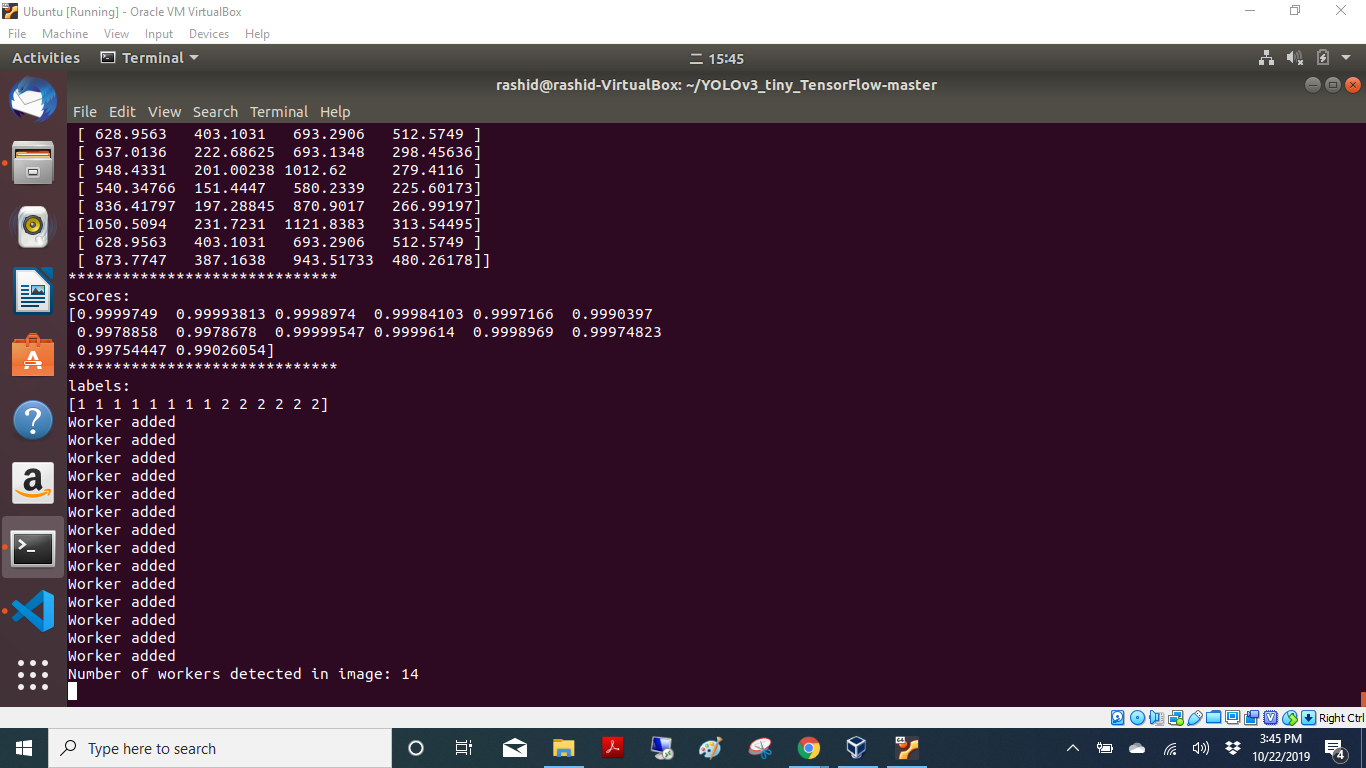 Ubuntu [Running] - Oracle VM VirtualBox
File Machine View Input Devices Help
Activities Terminal 二 15:45
rashid@rashid-VirtualBox: ~/YOLOv3_tiny_TensorFlow-master
File Edit View Search Terminal Help
[ 628.9563 403.1031 693.2906 512.5749 ]
[ 637.0136 222.68625 693.1348 298.45636]
[ 948.4331 201.00238 1012.62 279.4116 ]
[ 540.34766 151.4447 580.2339 225.60173]
[ 836.41797 197.28845 870.9017 266.99197]
[1050.5094 231.7231 1121.8383 313.54495]
[ 628.9563 403.1031 693.2906 512.5749 ]
[ 873.7747 387.1638 943.51733 480.26178]]
******************************
scores:
[0.9999749 0.99993813 0.9998974 0.99984103 0.9997166 0.9990397
0.9978858 0.9978678 0.99999547 0.9999614 0.9998969 0.99974823
0.99754447 0.99026054]
******************************
labels:
[1 1 1 1 1 1 1 1 2 2 2 2 2 2]
Worker added
Worker added
Worker added
Worker added
Worker added
Worker added
Worker added
Worker added
Worker added
Worker added
Worker added
Worker added
Worker added
Worker added
Number of workers detected in image: 14
Right Ctrl
Type here to search
3:45 PM
10/22/2019
4